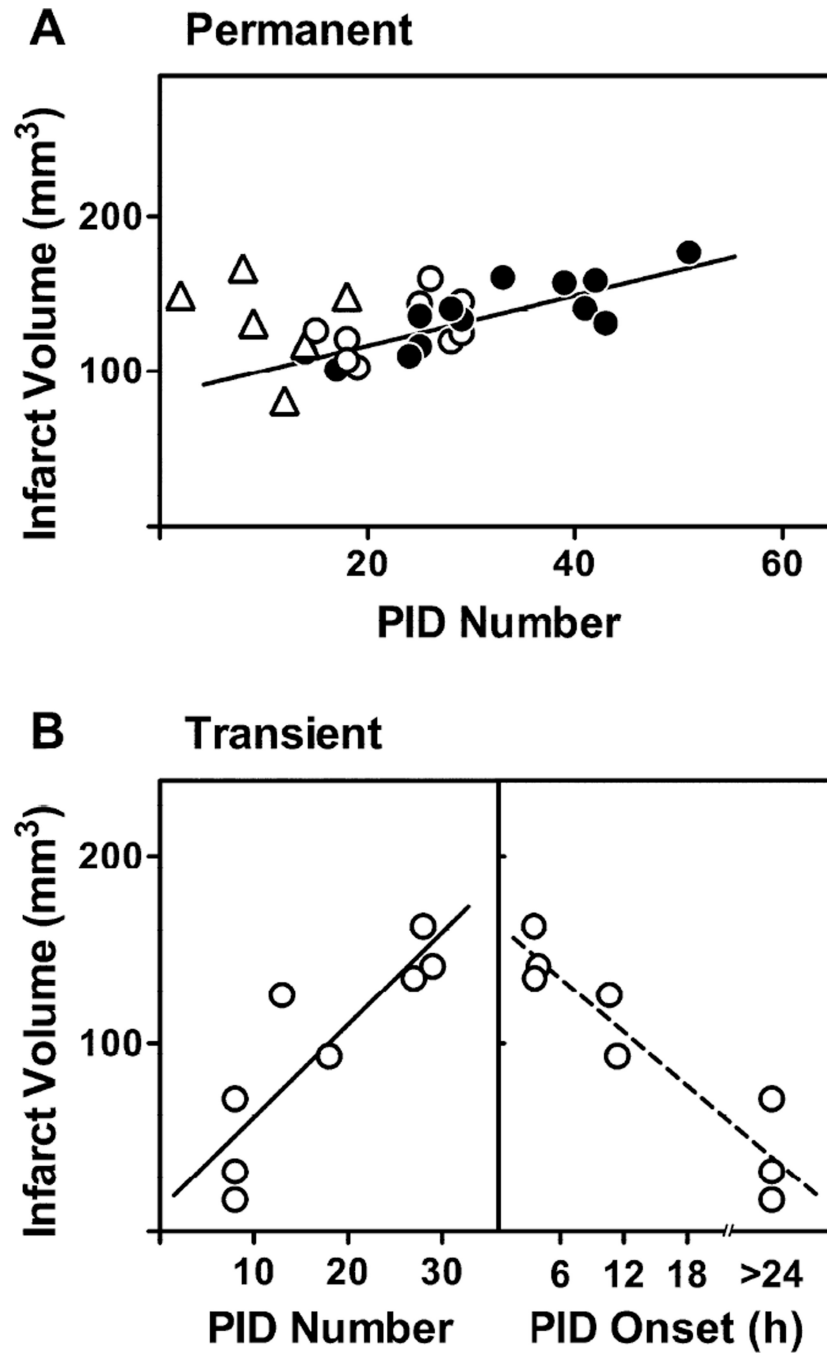 A Permanent
Infarct Volume (mm³)
200
100
20 40 60
PID Number
B Transient
Infarct Volume (mm³)
200
100
10 20 30 6 12 18 >24
PID Number PID Onset (h)